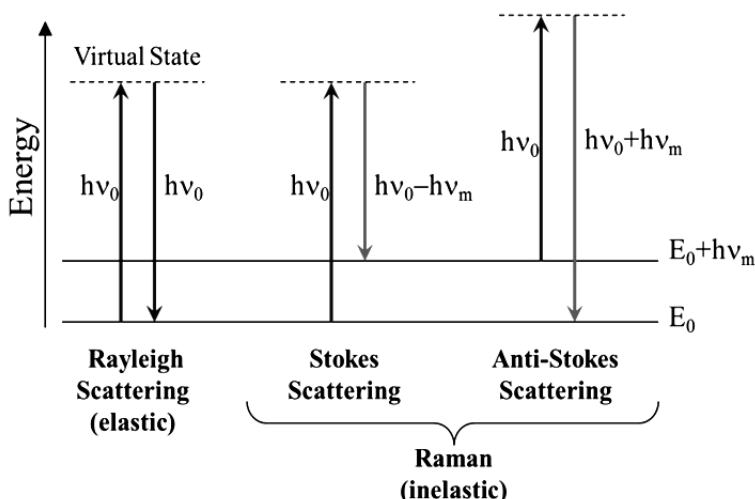 Energy
Virtual State
hν₀
hν₀
hν₀
hν₀–hνₘ
hν₀
hν₀+hνₘ
E₀+hνₘ
E₀
Rayleigh
Scattering
(elastic)
Stokes
Scattering
Anti-Stokes
Scattering
Raman
(inelastic)